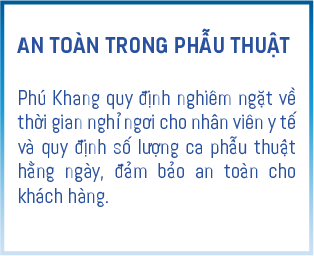 AN TOÀN TRONG PHẪU THUẬT
Phú Khang quy định nghiêm ngặt về
thời gian nghỉ ngơi cho nhân viên y tế
và quy định số lượng ca phẫu thuật
hằng ngày, đảm bảo an toàn cho
khách hàng.